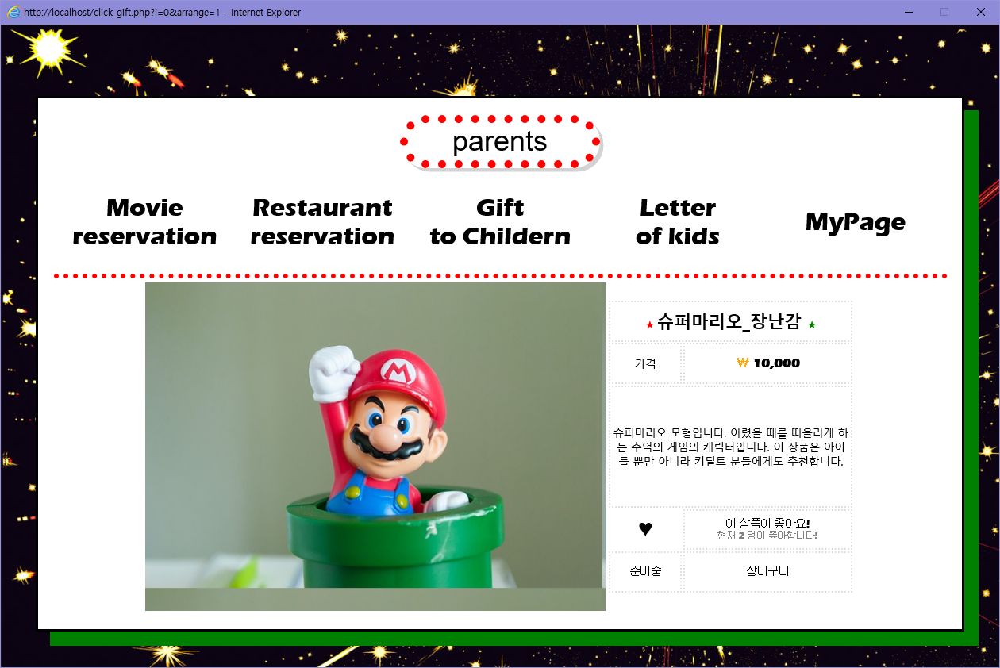 http://localhost/click_gift.php?i=0&arrange=1 - Internet Explorer
parents
Movie
reservation
Restaurant
reservation
Gift
to Childern
Letter
of kids
MyPage
★ 슈퍼마리오_장난감 ★
가격
₩ 10,000
M
슈퍼마리오 모형입니다. 어렸을 때를 떠올리게 하
는 추억의 게임의 캐릭터입니다. 이 상품은 아이
들 뿐만 아니라 키덜트 분들에게도 추천합니다.
♥
이 상품이 좋아요!
현재 2 명이 좋아합니다!
준비중
장바구니